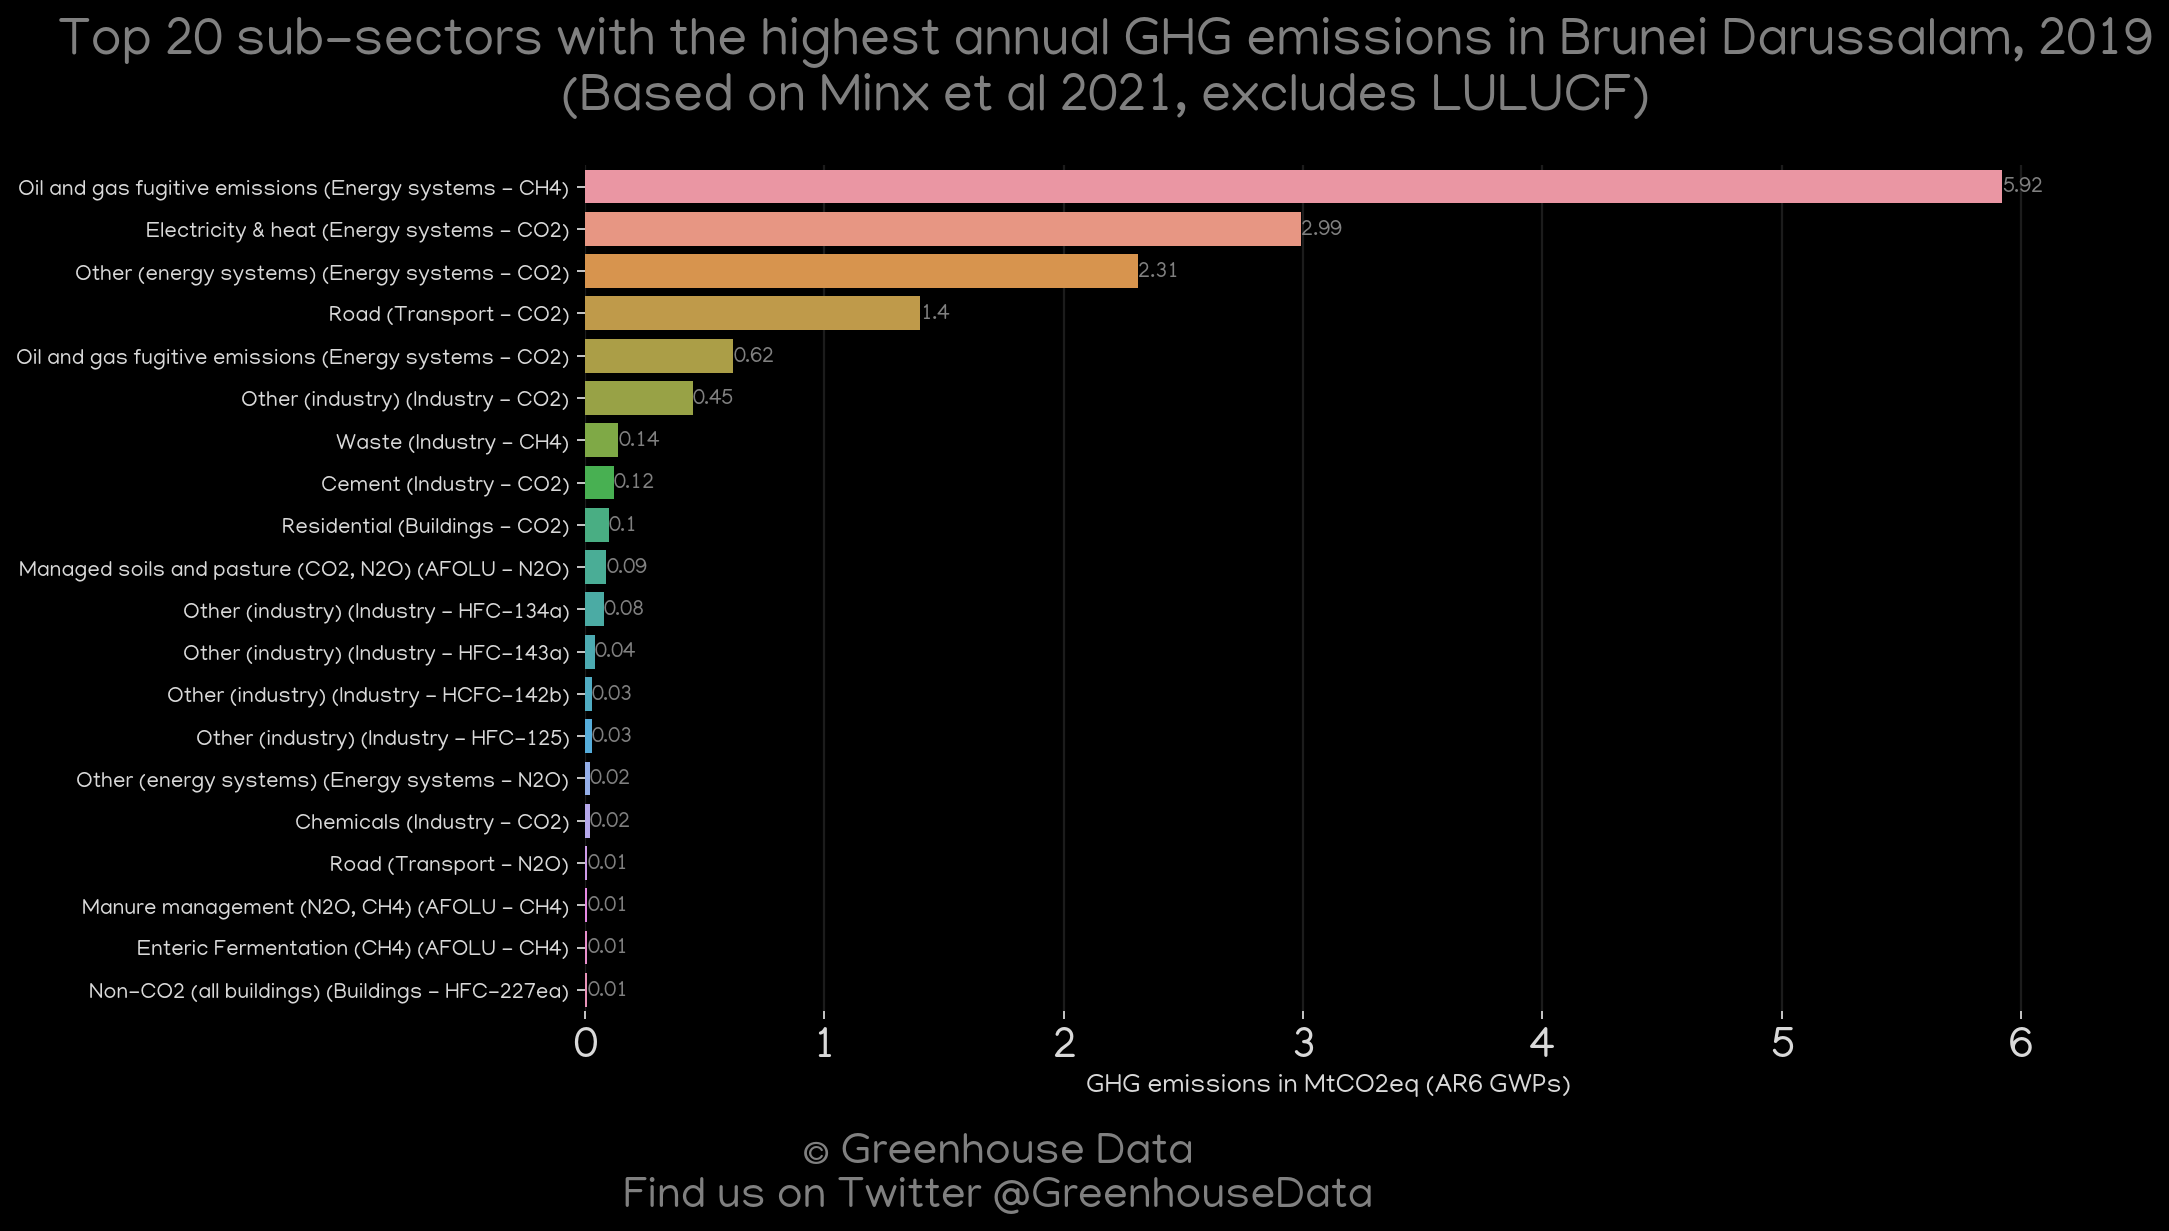 Top 20 sub-sectors with the highest annual GHG emissions in Brunei Darussalam, 2019
(Based on Minx et al 2021, excludes LULUCF)
Oil and gas fugitive emissions (Energy systems - CH4) 5.92
Electricity & heat (Energy systems - CO2) 2.99
Other (energy systems) (Energy systems - CO2) 2.31
Road (Transport - CO2) 1.4
Oil and gas fugitive emissions (Energy systems - CO2) 0.62
Other (industry) (Industry - CO2) 0.45
Waste (Industry - CH4) 0.14
Cement (Industry - CO2) 0.12
Residential (Buildings - CO2) 0.1
Managed soils and pasture (CO2, N2O) (AFOLU - N2O) 0.09
Other (industry) (Industry - HFC-134a) 0.08
Other (industry) (Industry - HFC-143a) 0.04
Other (industry) (Industry - HCFC-142b) 0.03
Other (industry) (Industry - HFC-125) 0.03
Other (energy systems) (Energy systems - N2O) 0.02
Chemicals (Industry - CO2) 0.02
Road (Transport - N2O) 0.01
Manure management (N2O, CH4) (AFOLU - CH4) 0.01
Enteric Fermentation (CH4) (AFOLU - CH4) 0.01
Non-CO2 (all buildings) (Buildings - HFC-227ea) 0.01
0 1 2 3 4 5 6
GHG emissions in MtCO2eq (AR6 GWPs)
© Greenhouse Data
Find us on Twitter @GreenhouseData